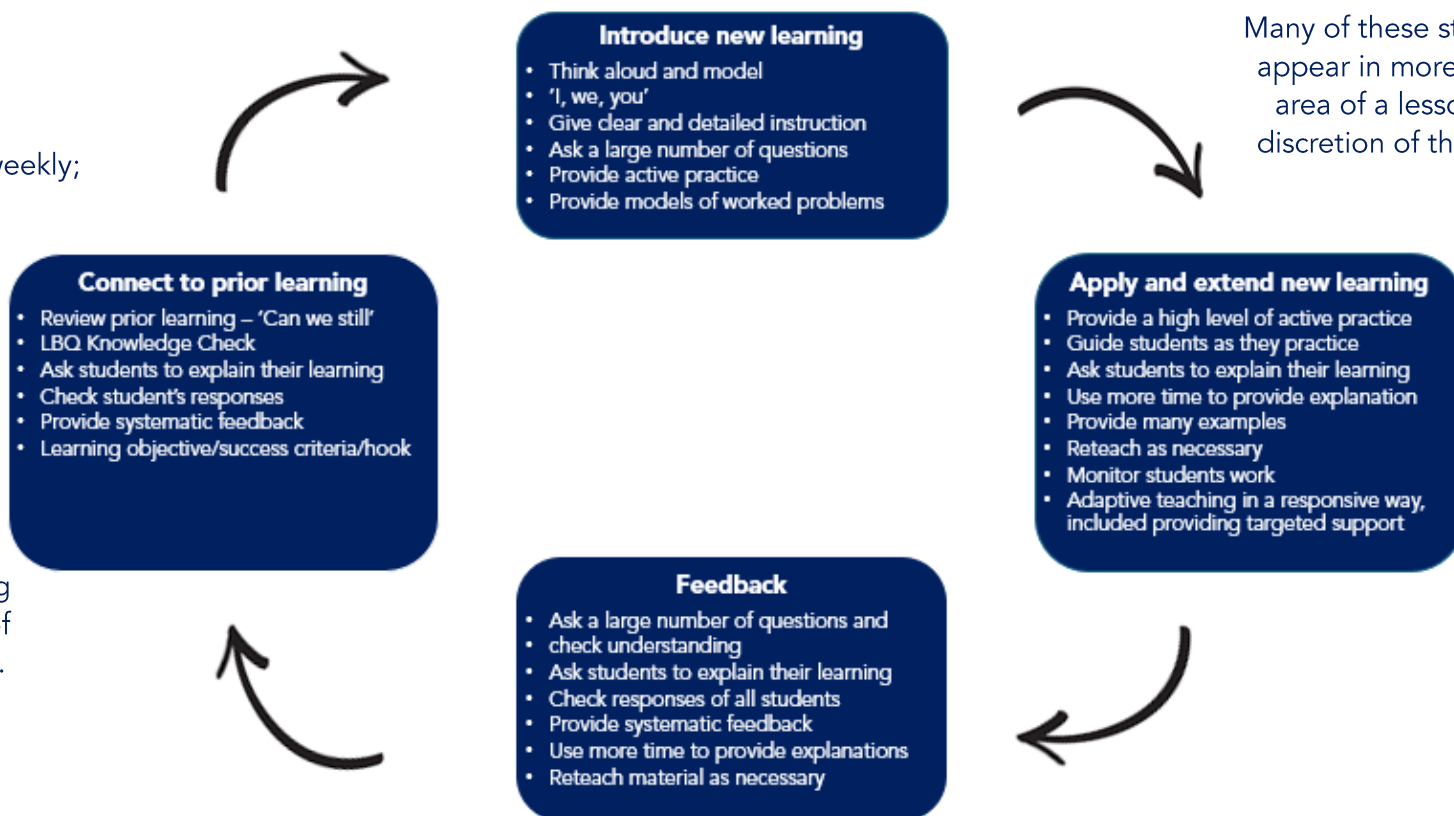 Introduce new learning
• Think aloud and model
• 'I, we, you'
• Give clear and detailed instruction
• Ask a large number of questions
• Provide active practice
• Provide models of worked problems
Many of these
appear in more
area of a
discretion of
weekly;
Connect to prior learning
• Review prior learning – 'Can we still'
• LBQ Knowledge Check
• Ask students to explain their learning
• Check student's responses
• Provide systematic feedback
• Learning objective/success criteria/hook
Apply and extend new learning
• Provide a high level of active practice
• Guide students as they practice
• Ask students to explain their learning
• Use more time to provide explanation
• Provide many examples
• Reteach as necessary
• Monitor students work
• Adaptive teaching in a responsive way,
included providing targeted support
Feedback
• Ask a large number of questions and
• check understanding
• Ask students to explain their learning
• Check responses of all students
• Provide systematic feedback
• Use more time to provide explanations
• Reteach material as necessary